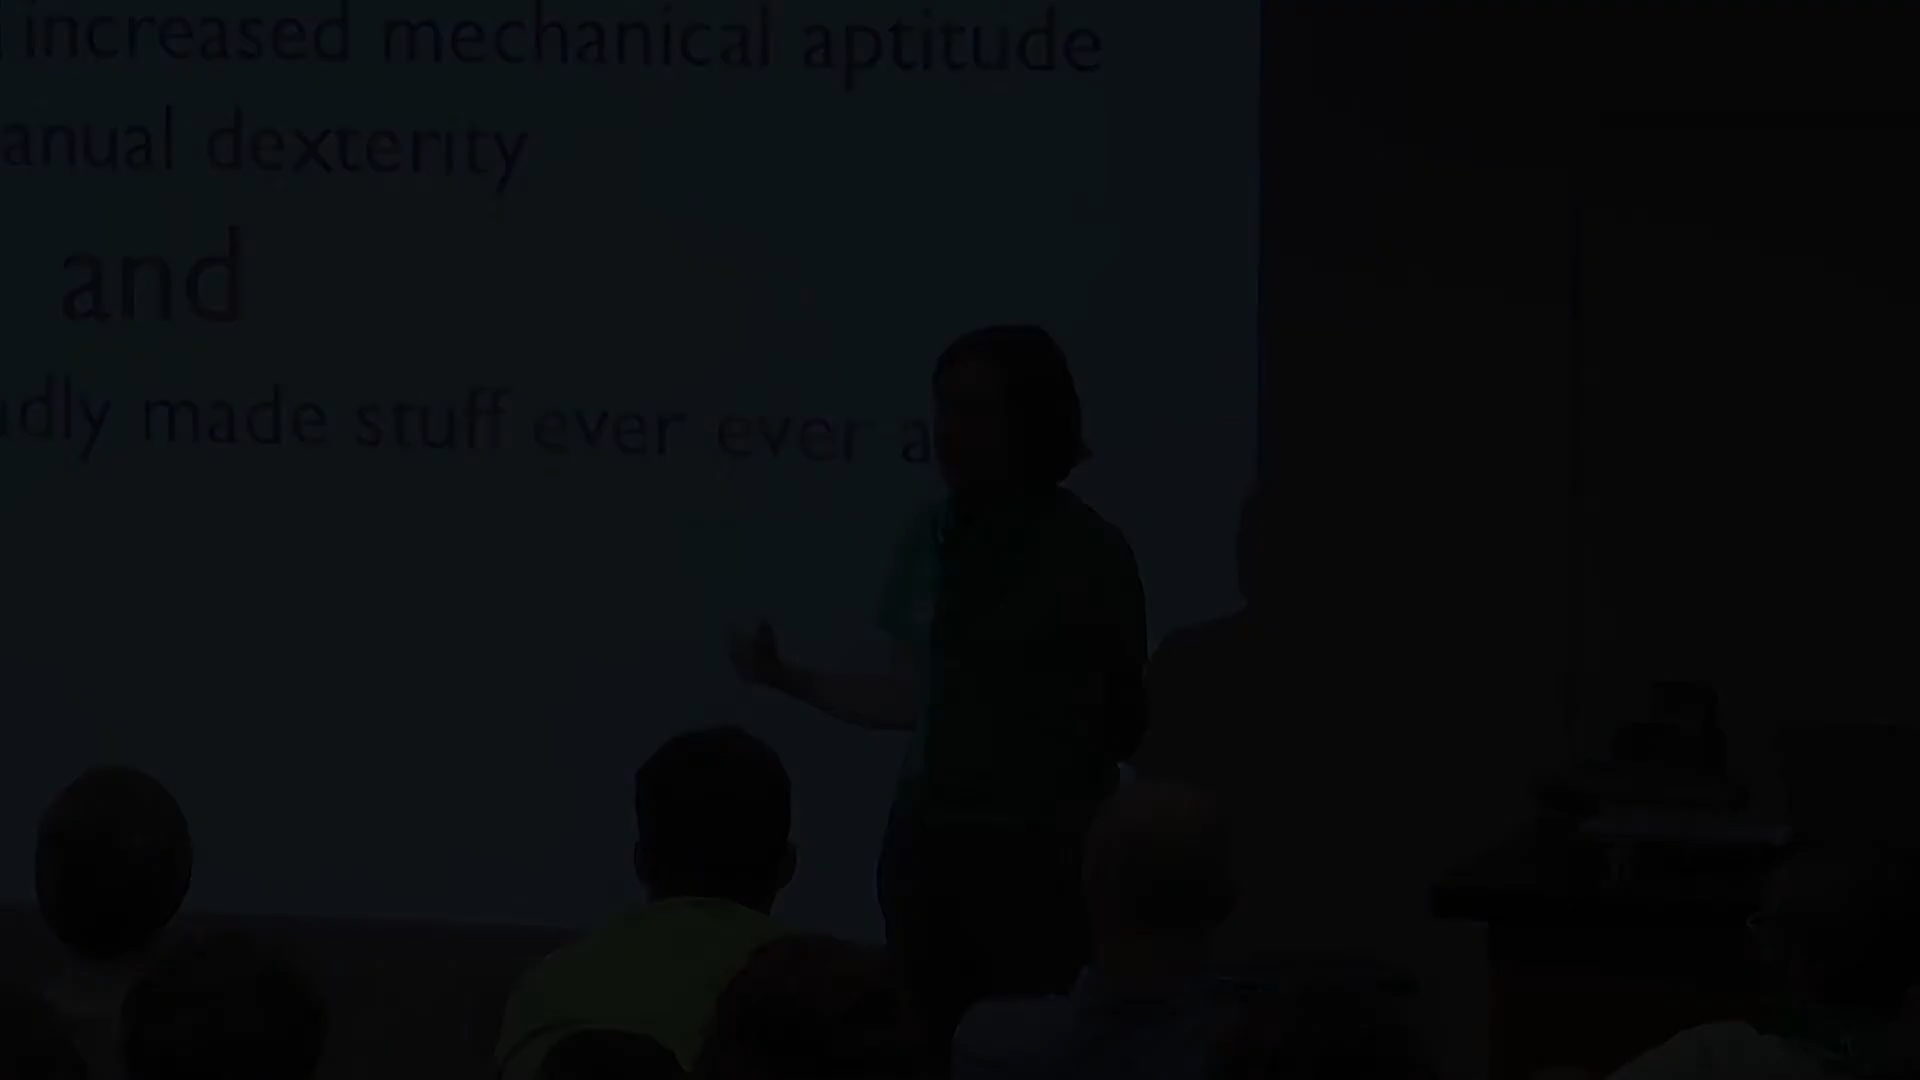 increased mechanical aptitude
anual dexterity
and
dly made stuff ever ever a